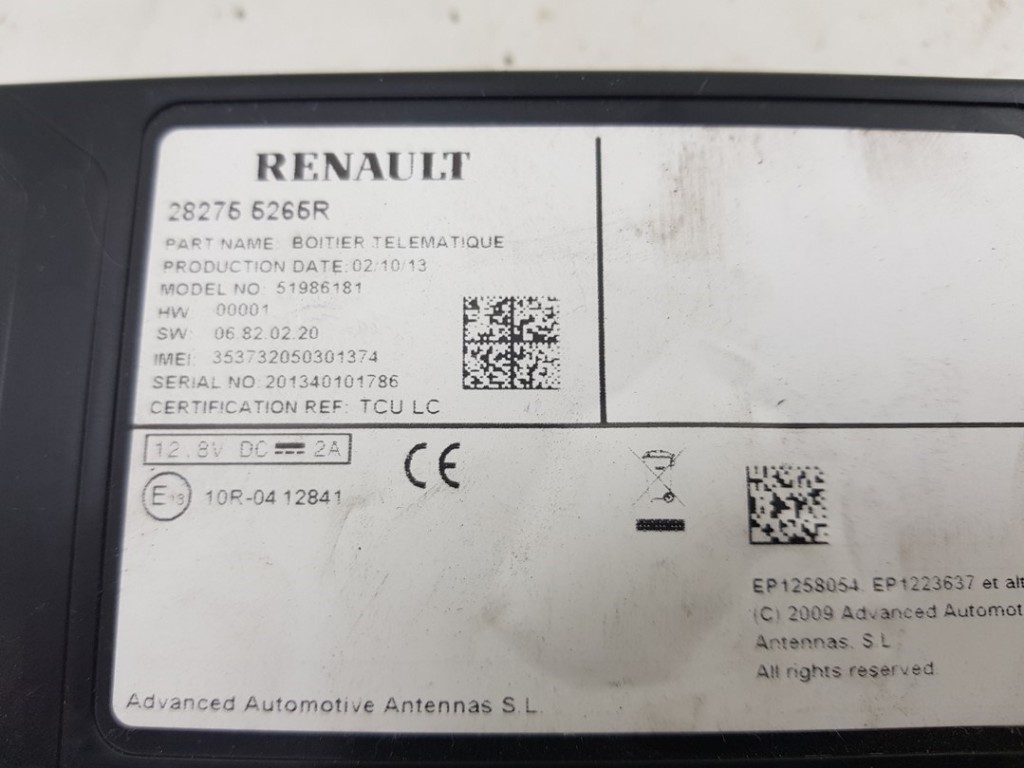 RENAULT
28275 5265R
PART NAME: BOITIER TELEMATIQUE
PRODUCTION DATE: 02/10/13
MODEL NO: 51986181
HW: 00001
SW: 06.82.02.20
IMEI: 353732050301374
SERIAL NO: 201340101786
CERTIFICATION REF: TCU LC
12.8V DC 2A
CE
E 13 10R-04 12841
EP1258054. EP1223637 et alt
(C) 2009 Advanced Automot
Antennas, S.L.
All rights reserved.
Advanced Automotive Antennas S.L.